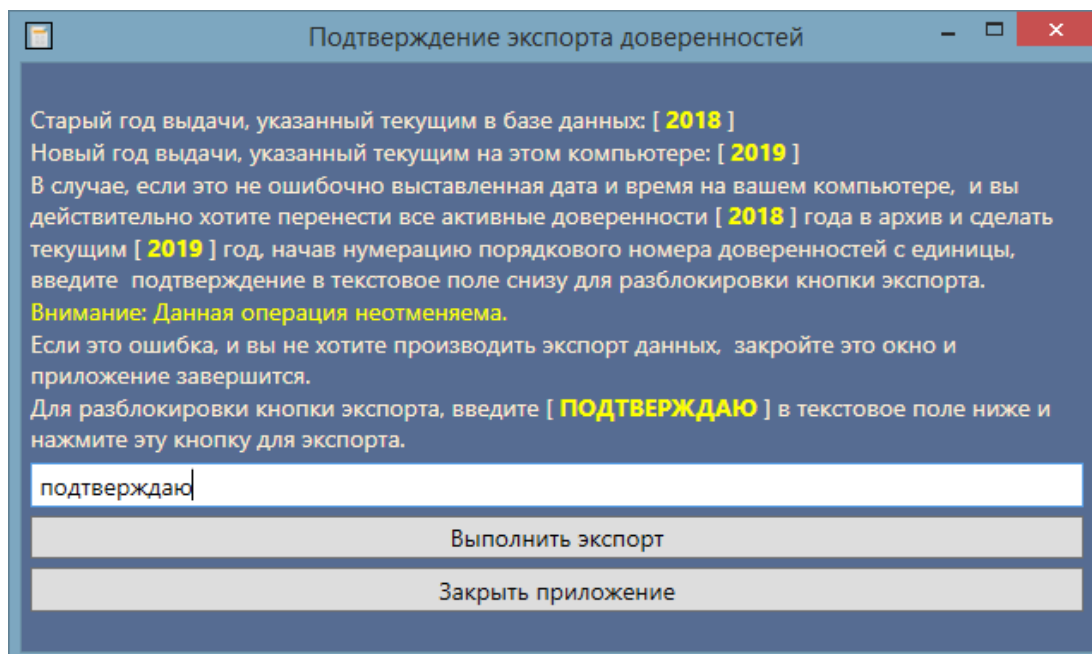 Подтверждение экспорта доверенностей
Старый год выдачи, указанный текущим в базе данных: [ 2018 ]
Новый год выдачи, указанный текущим на этом компьютере: [ 2019 ]
В случае, если это не ошибочно выставленная дата и время на вашем компьютере,  и вы
действительно хотите перенести все активные доверенности [ 2018 ] года в архив и сделать
текущим [ 2019 ] год, начав нумерацию порядкового номера доверенностей с единицы,
введите  подтверждение в текстовое поле снизу для разблокировки кнопки экспорта.
Внимание: Данная операция неотменяема.
Если это ошибка, и вы не хотите производить экспорт данных,  закройте это окно и
приложение завершится.
Для разблокировки кнопки экспорта, введите [ ПОДТВЕРЖДАЮ ] в текстовое поле ниже и
нажмите эту кнопку для экспорта.
подтверждаю
Выполнить экспорт
Закрыть приложение